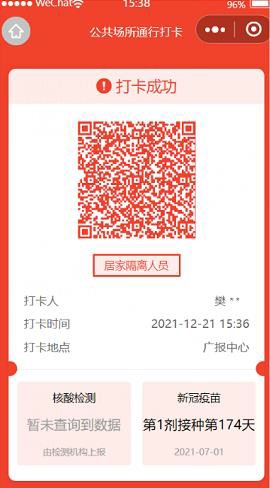 WeChat 15:38 96%
公共场所通行打卡
打卡成功
居家隔离人员
打卡人 樊 **
打卡时间 2021-12-21 15:36
打卡地点 广报中心
核酸检测 新冠疫苗
暂未查询到数据 第1剂接种第174天
由检测机构上报 2021-07-01